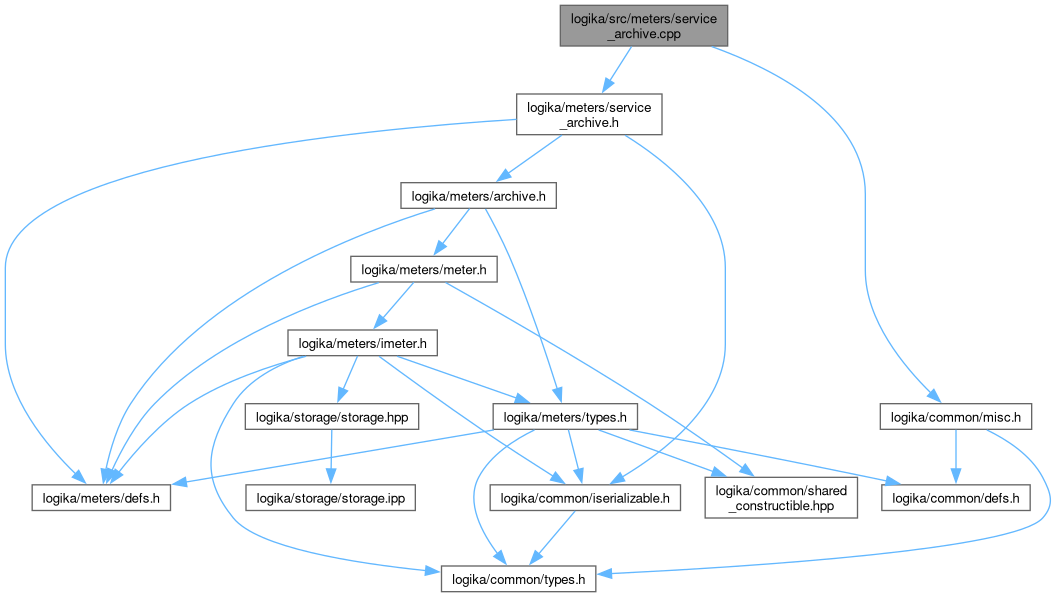 logika/src/meters/service
_archive.cpp
logika/meters/service
_archive.h
logika/meters/archive.h
logika/meters/meter.h
logika/meters/imeter.h
logika/storage/storage.hpp
logika/meters/types.h
logika/common/misc.h
logika/meters/defs.h
logika/storage/storage.ipp
logika/common/iserializable.h
logika/common/shared
_constructible.hpp
logika/common/defs.h
logika/common/types.h